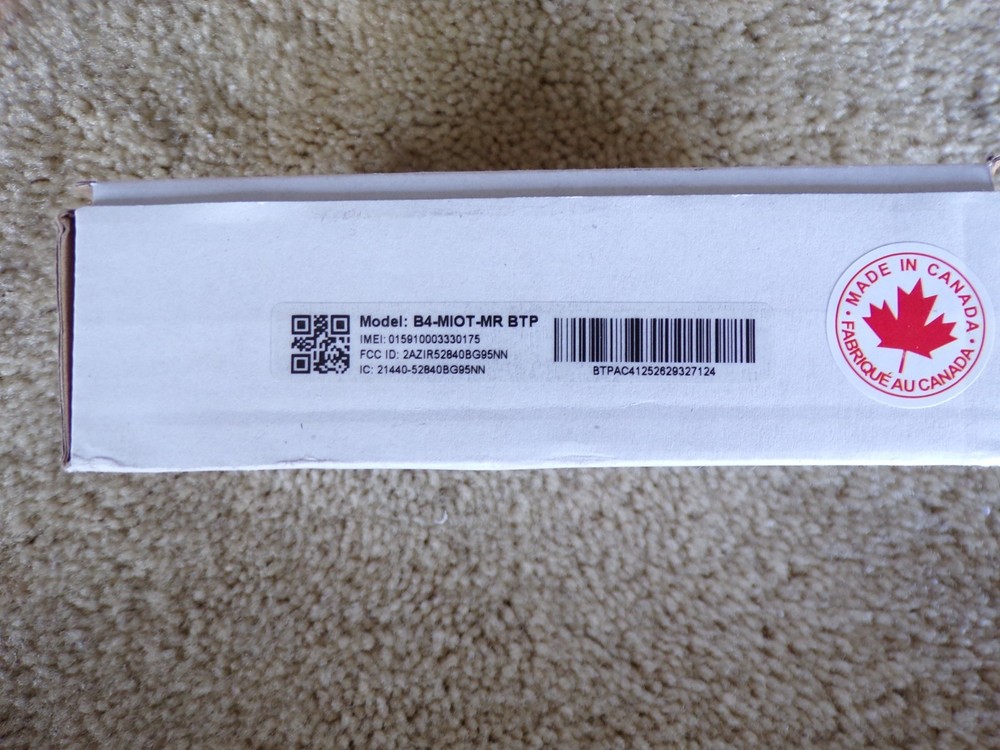 Model: B4-MIOT-MR BTP
IMEI: 015910003330175
FCC ID: 2AZIR52840BG95NN
IC: 21440-52840BG95NN
BTPAC41252629327124
• MADE IN CANADA •
FABRIQUÉ AU CANADA